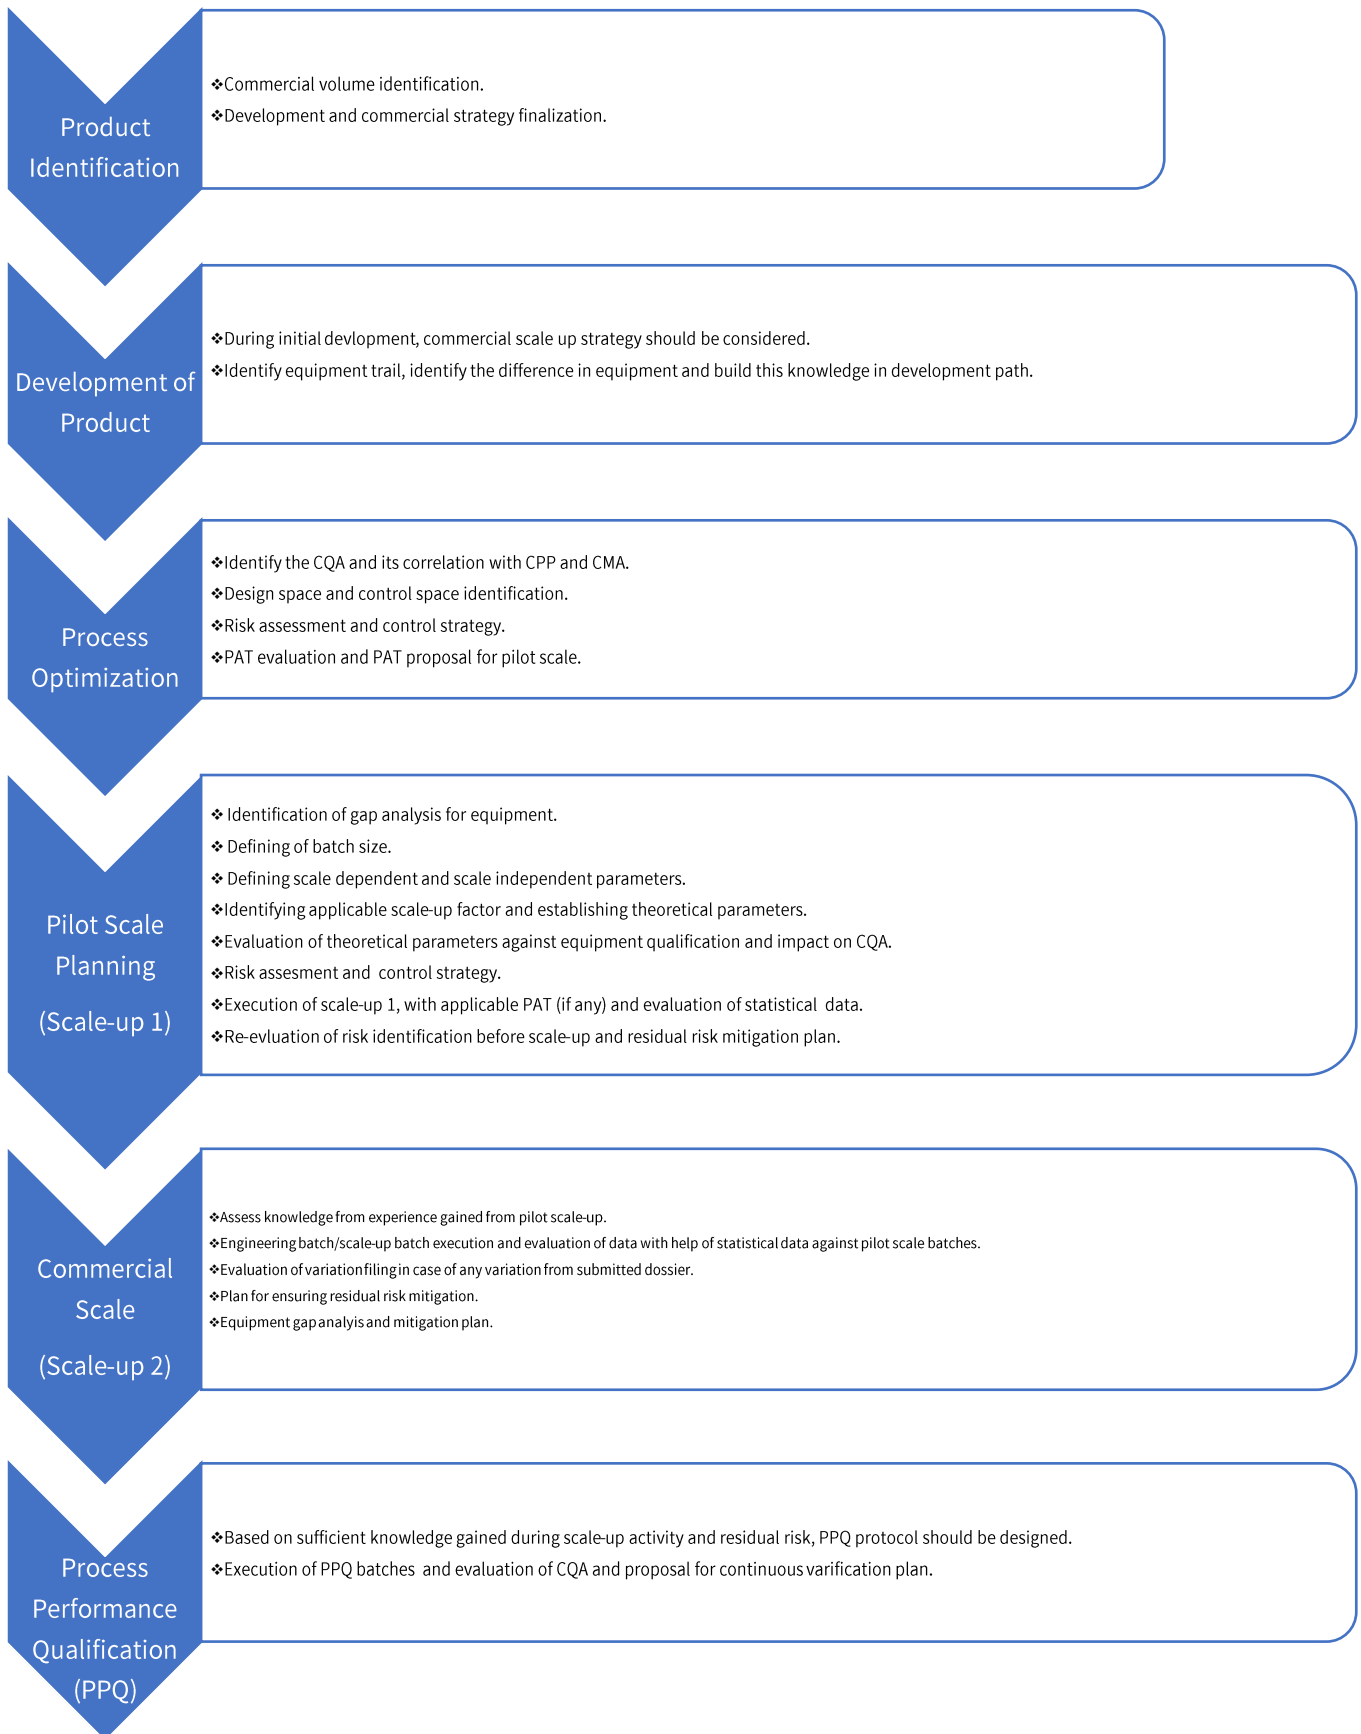 Product
Identification
❖Commercial volume identification.
❖Development and commercial strategy finalization.
Development of
Product
❖During initial devlopment, commercial scale up strategy should be considered.
❖Identify equipment trail, identify the difference in equipment and build this knowledge in development path.
Process
Optimization
❖Identify the CQA and its correlation with CPP and CMA.
❖Design space and control space identification.
❖Risk assessment and control strategy.
❖PAT evaluation and PAT proposal for pilot scale.
Pilot Scale
Planning
(Scale-up 1)
❖ Identification of gap analysis for equipment.
❖ Defining of batch size.
❖ Defining scale dependent and scale independent parameters.
❖Identifying applicable scale-up factor and establishing theoretical parameters.
❖Evaluation of theoretical parameters against equipment qualification and impact on CQA.
❖Risk assesment and  control strategy.
❖Execution of scale-up 1, with applicable PAT (if any) and evaluation of statistical  data.
❖Re-evluation of risk identification before scale-up and residual risk mitigation plan.
Commercial
Scale
(Scale-up 2)
❖Assess knowledge from experience gained from pilot scale-up.
❖Engineering batch/scale-up batch execution and evaluation of data with help of statistical data against pilot scale batches.
❖Evaluation of variation filing in case of any variation from submitted dossier.
❖Plan for ensuring residual risk mitigation.
❖Equipment gap analyis and mitigation plan.
Process
Performance
Qualification
(PPQ)
❖Based on sufficient knowledge gained during scale-up activity and residual risk, PPQ protocol should be designed.
❖Execution of PPQ batches  and evaluation of CQA and proposal for continuous varification plan.